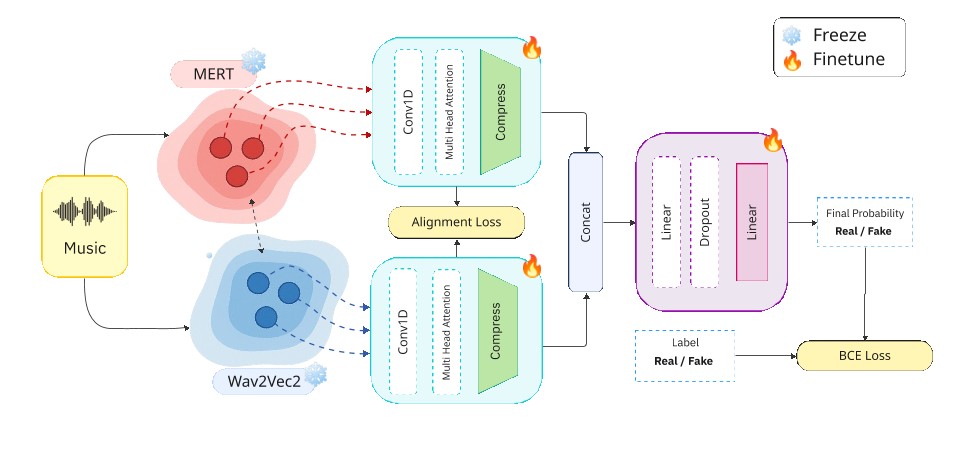 Freeze
Finetune
MERT
Conv1D
Multi Head Attention
Compress
Music
Alignment Loss
Concat
Linear
Dropout
Linear
Final Probability
Real / Fake
Wav2Vec2
Conv1D
Multi Head Attention
Compress
Label
Real / Fake
BCE Loss